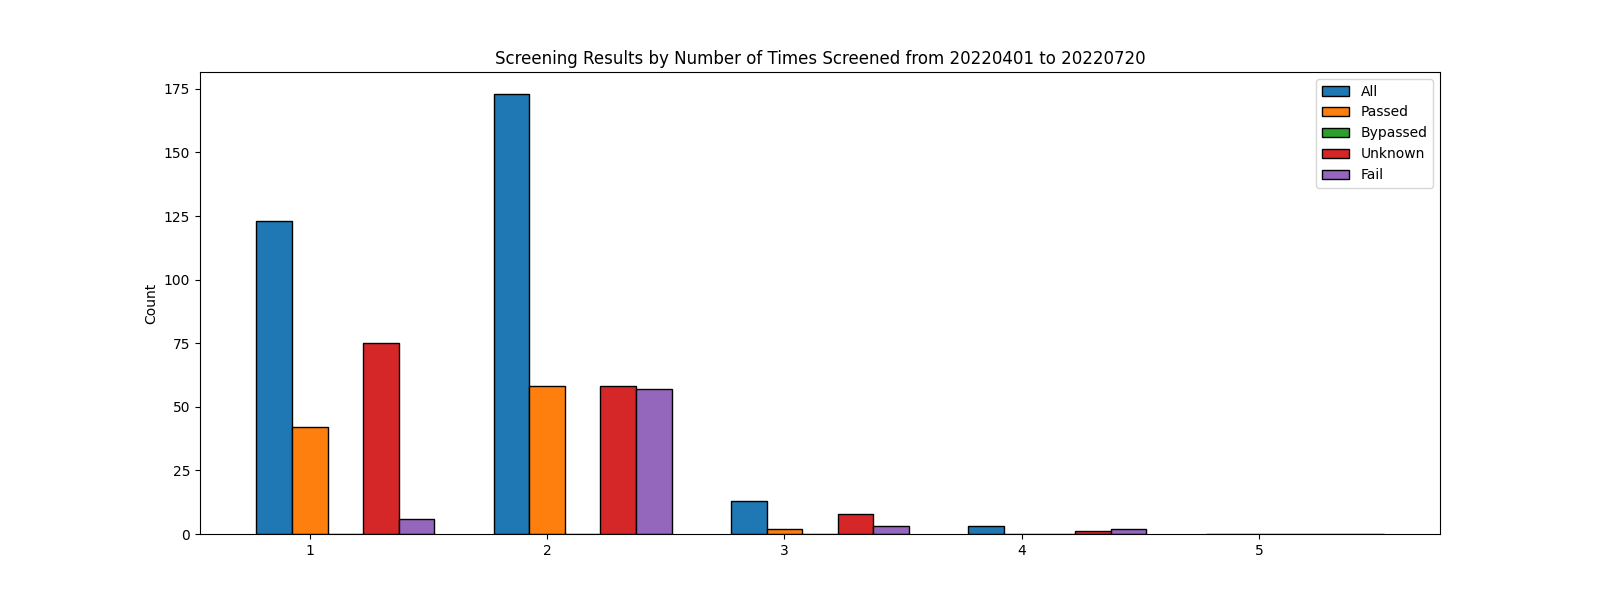 Screening Results by Number of Times Screened from 20220401 to 20220720
175
150
125
100
75
50
25
0
Count
All
Passed
Bypassed
Unknown
Fail
1 2 3 4 5